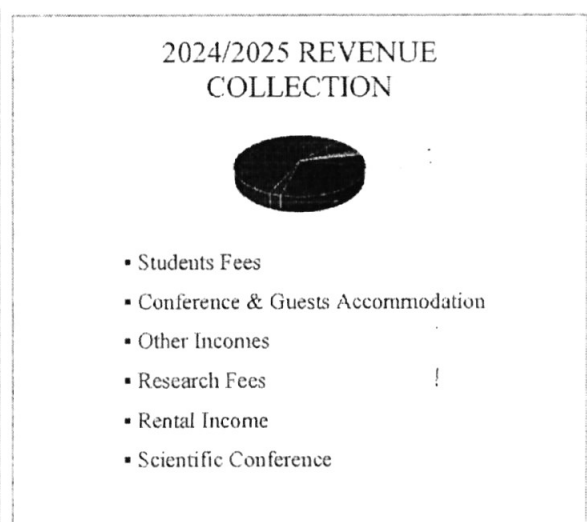 2024/2025 REVENUE
COLLECTION
▪ Students Fees
▪ Conference & Guests Accommodation
▪ Other Incomes
▪ Research Fees
▪ Rental Income
▪ Scientific Conference